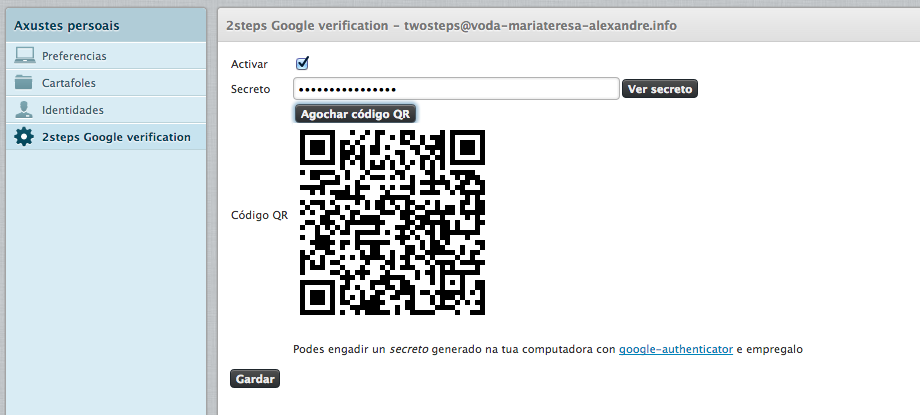 Axustes persoais
Preferencias
Cartafoles
Identidades
2steps Google verification
2steps Google verification - twosteps@voda-mariateresa-alexandre.info
Activar
Secreto •••••••••••••••• Ver secreto
Agochar código QR
Código QR
Podes engadir un secreto generado na tua computadora con google-authenticator e empregalo
Gardar